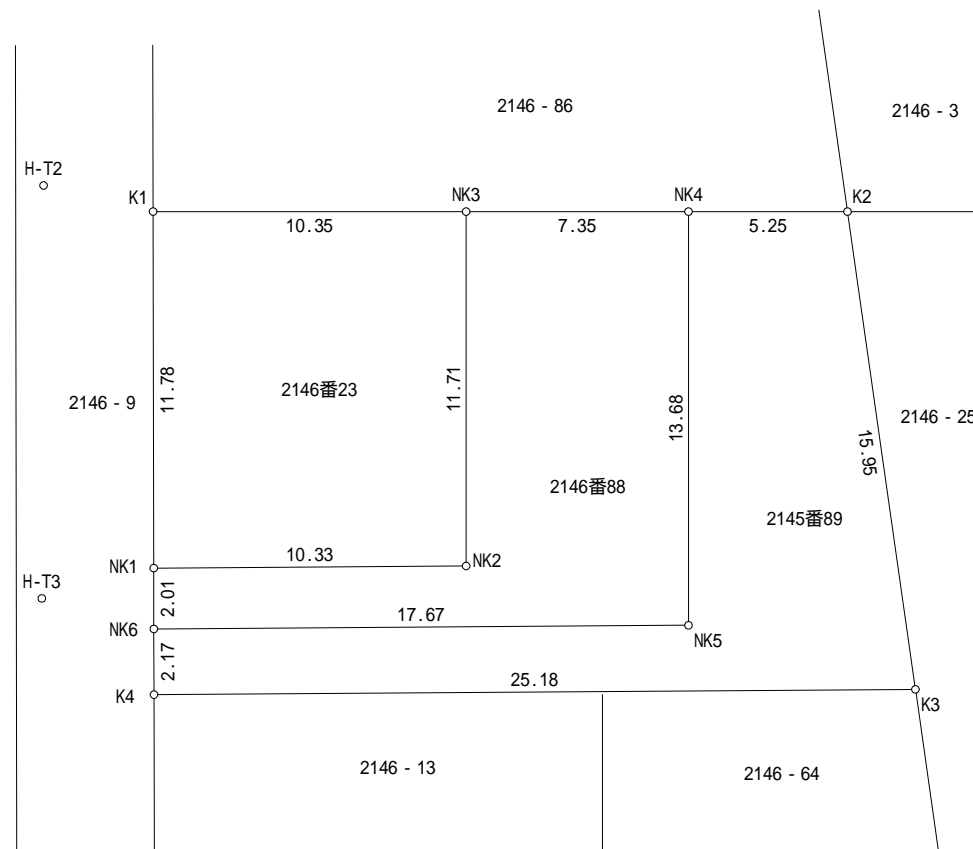 2146 - 86
2146 - 3
H-T2
K1
NK3
NK4
K2
10.35
7.35
5.25
11.78
11.71
13.68
2146番23
2146 - 9
2146 - 25
15.95
2146番88
2145番89
10.33
NK1
NK2
H-T3
2.01
17.67
NK6
NK5
2.17
25.18
K4
K3
2146 - 13
2146 - 64